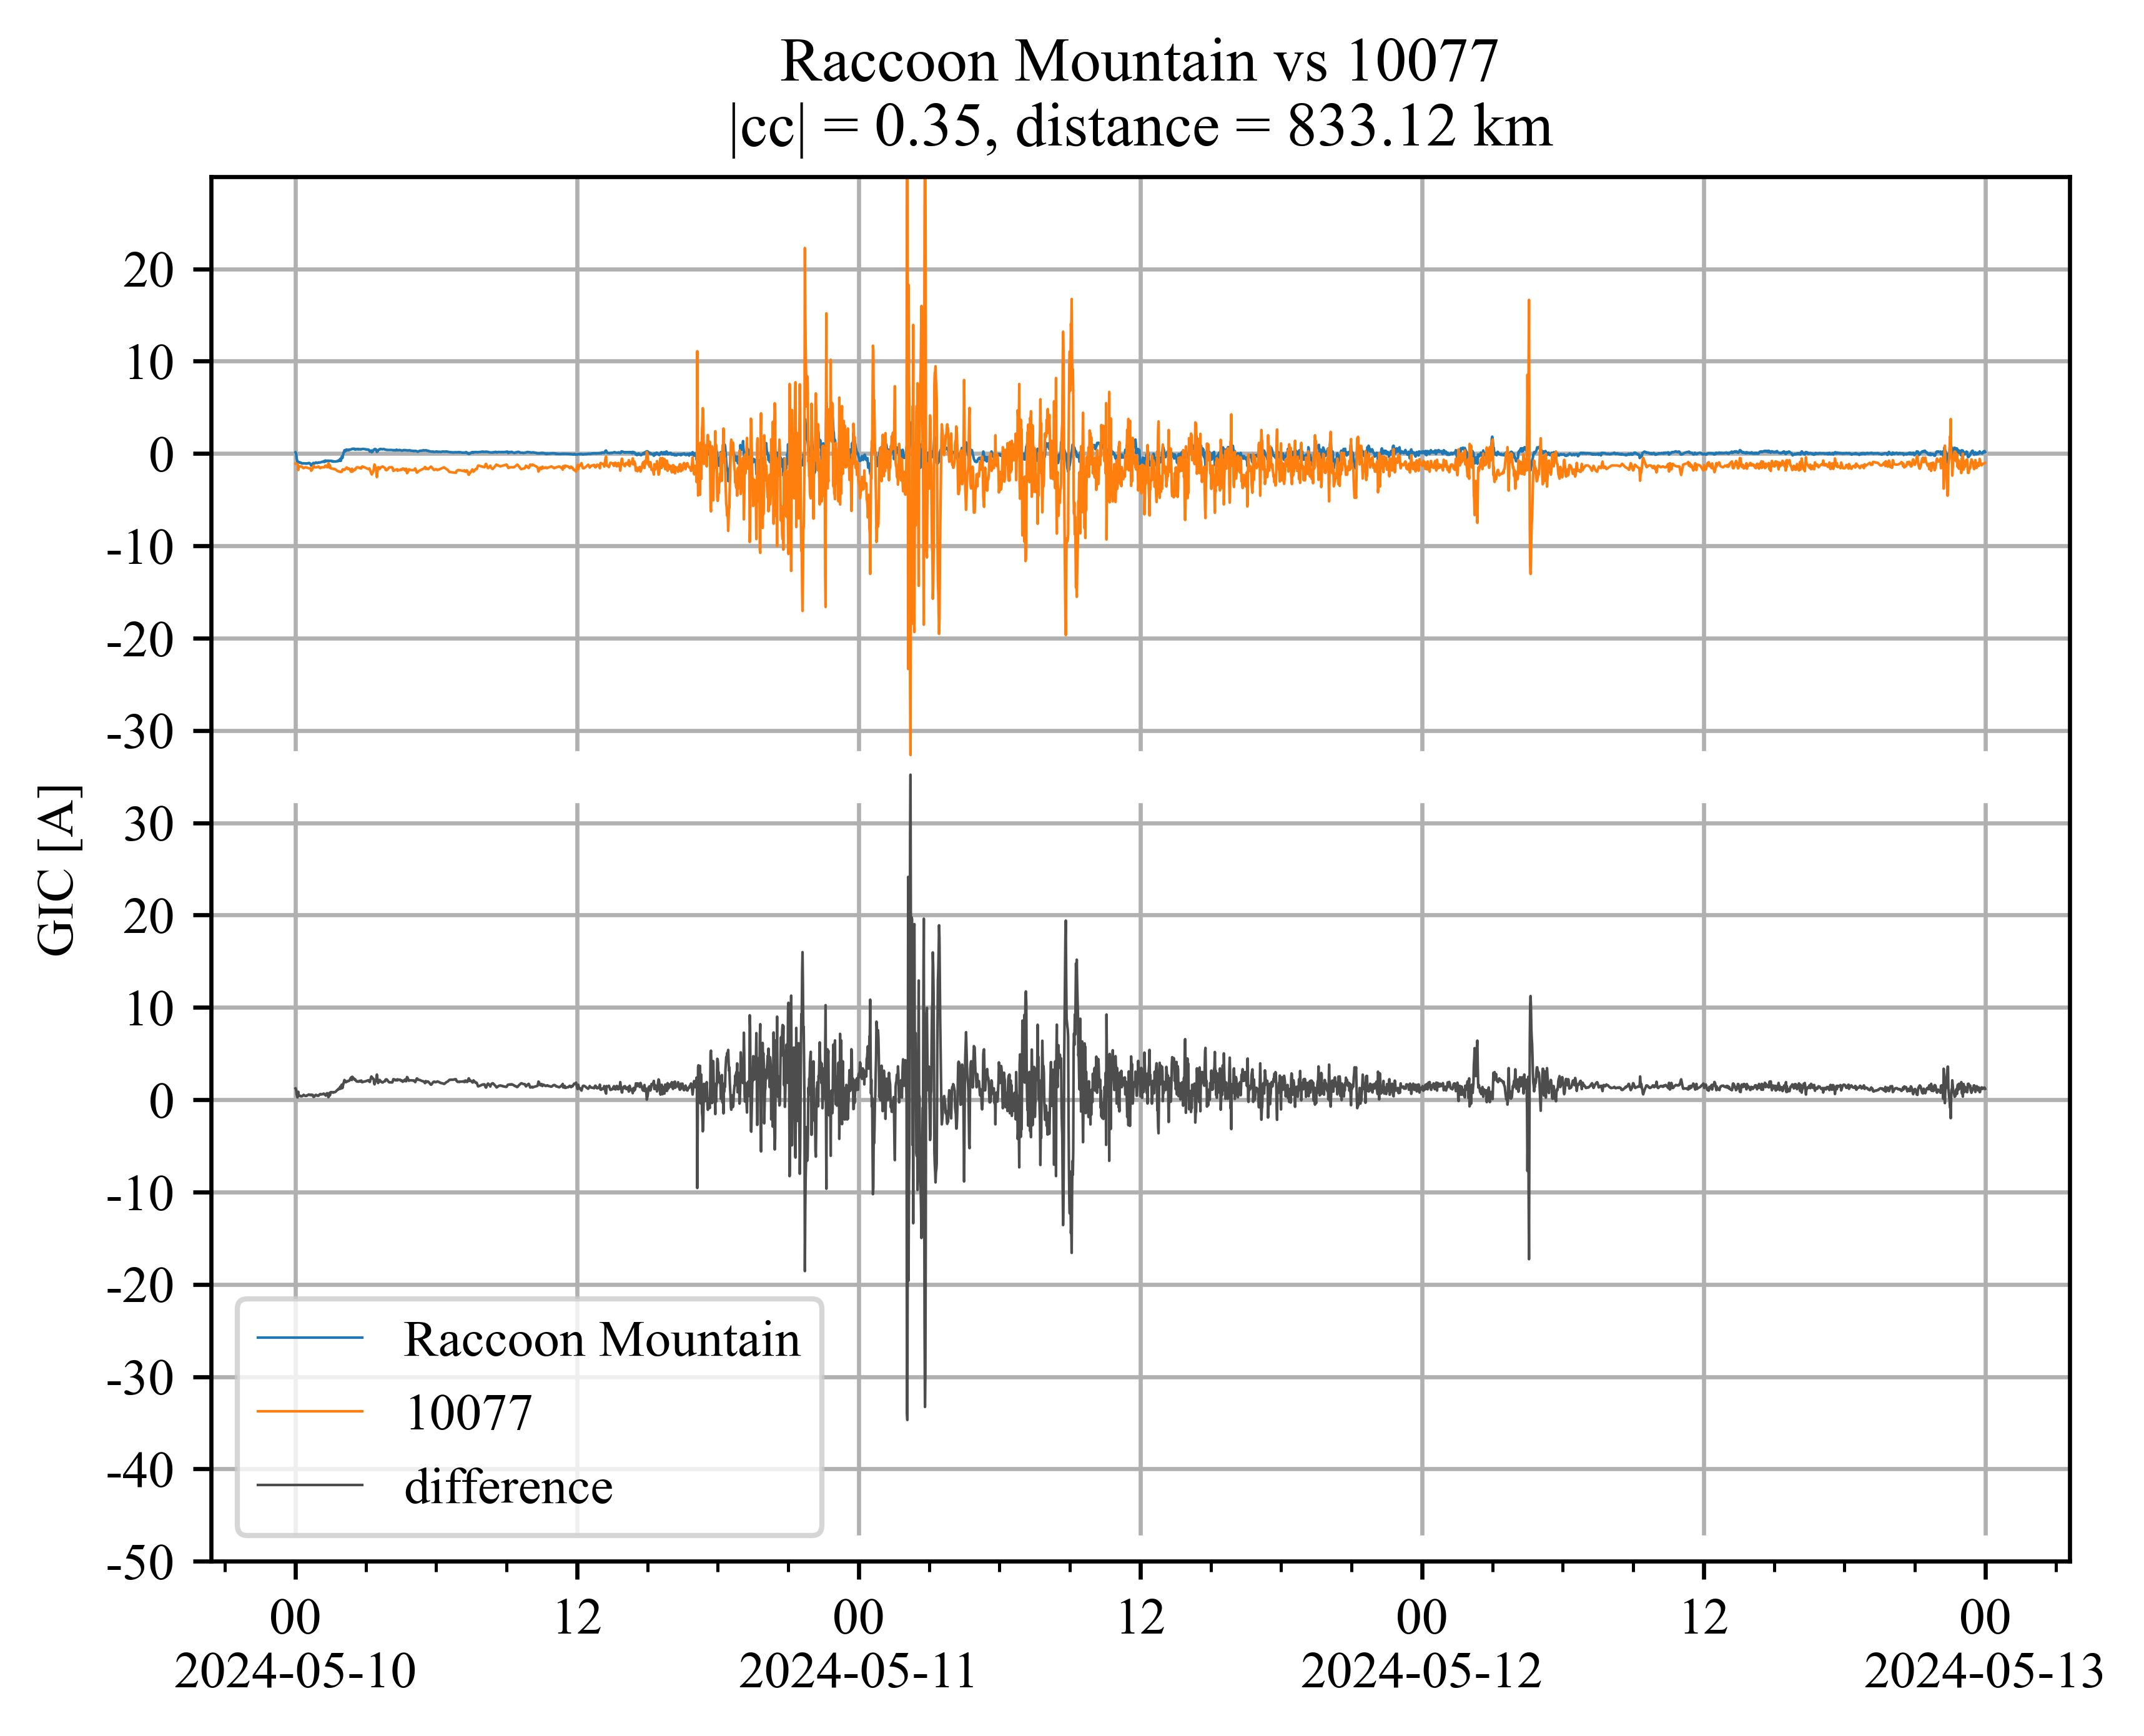 Raccoon Mountain vs 10077
|cc| = 0.35, distance = 833.12 km
GIC [A]
20
10
0
-10
-20
-30
30
20
10
0
-10
-20
-30
-40
-50
Raccoon Mountain
10077
difference
00 12 00 12 00 12 00
2024-05-10 2024-05-11 2024-05-12 2024-05-13